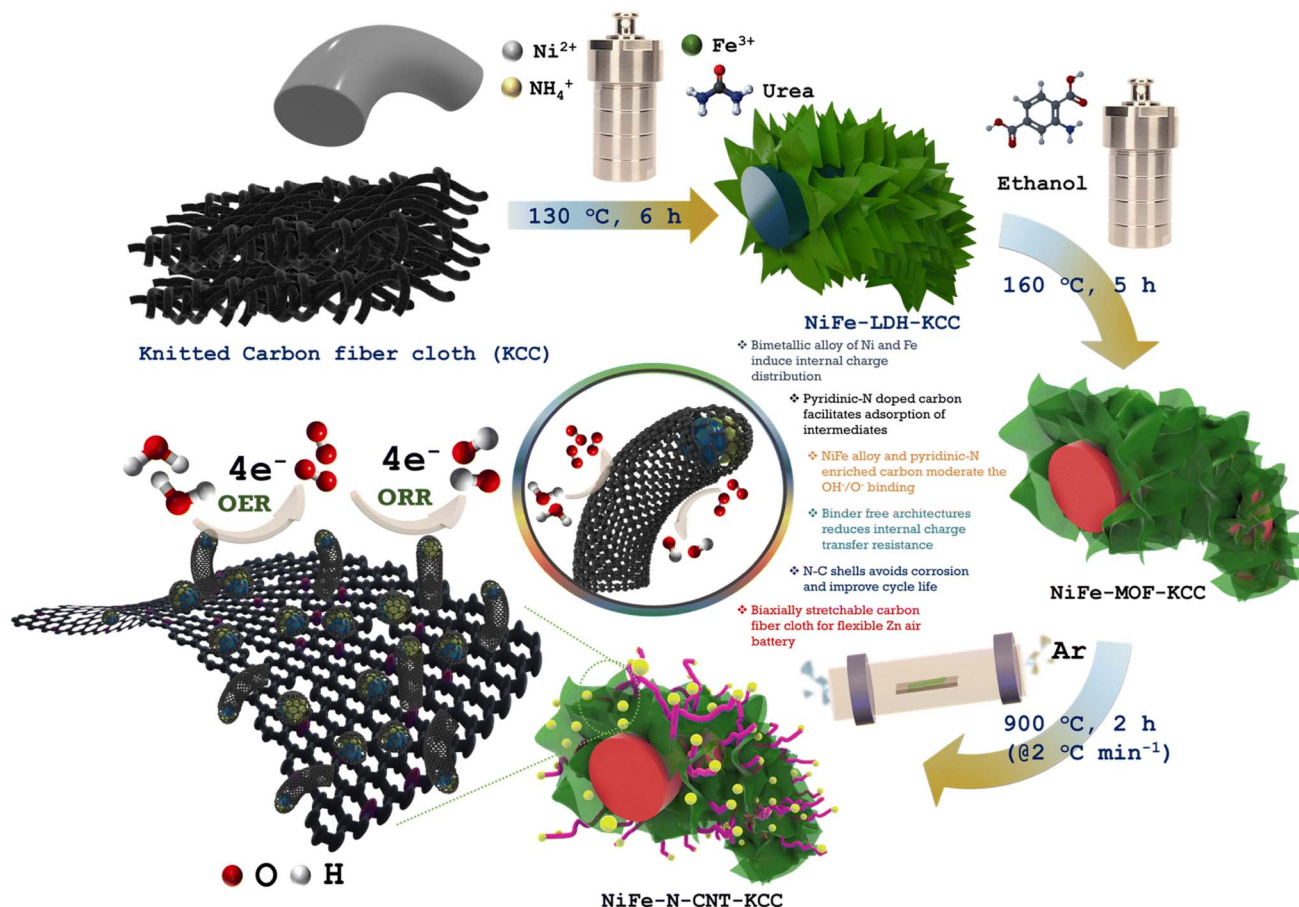 Ni²⁺
NH₄⁺
Fe³⁺
Urea
130 °C, 6 h
Ethanol
160 °C, 5 h
Knitted Carbon fiber cloth (KCC)
NiFe-LDH-KCC
❖ Bimetallic alloy of Ni and Fe
induce internal charge
distribution
❖ Pyridinic-N doped carbon
facilitates adsorption of
intermediates
❖ NiFe alloy and pyridinic-N
enriched carbon moderate the
OH⁻/O⁻ binding
❖ Binder free architectures
reduces internal charge
transfer resistance
❖ N-C shells avoids corrosion
and improve cycle life
❖ Biaxially stretchable carbon
fiber cloth for flexible Zn air
battery
4e⁻
OER
4e⁻
ORR
NiFe-MOF-KCC
Ar
900 °C, 2 h
(@2 °C min⁻¹)
O
H
NiFe-N-CNT-KCC